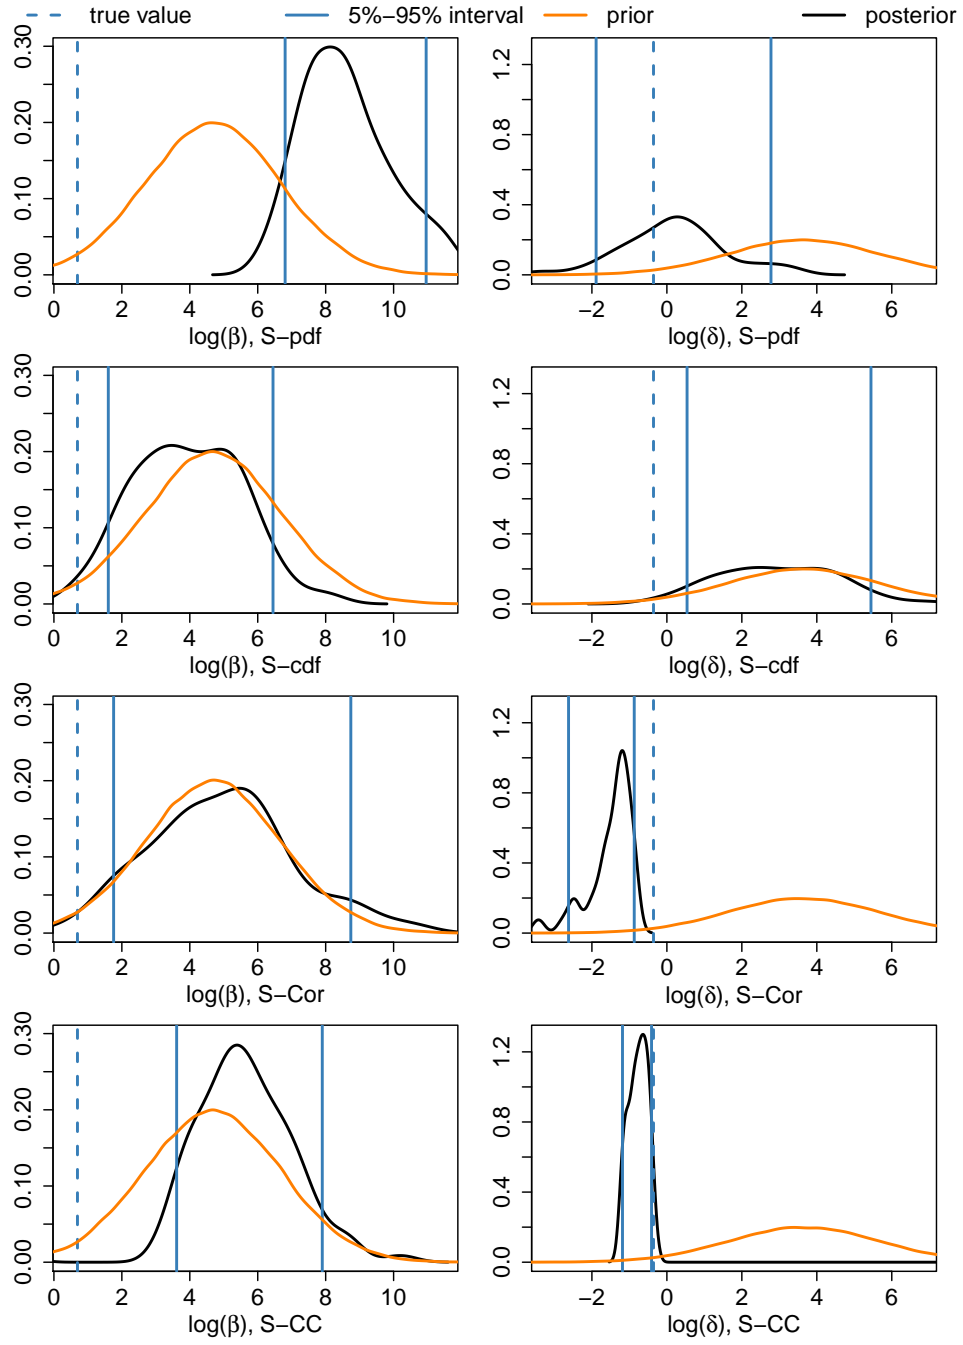 true value 5%−95% interval prior posterior
0.00 0.10 0.20 0.30
0 2 4 6 8 10
log(β), S−pdf
0.0 0.4 0.8 1.2
−2 0 2 4 6
log(δ), S−pdf
0.00 0.10 0.20 0.30
0 2 4 6 8 10
log(β), S−cdf
0.0 0.4 0.8 1.2
−2 0 2 4 6
log(δ), S−cdf
0.00 0.10 0.20 0.30
0 2 4 6 8 10
log(β), S−Cor
0.0 0.4 0.8 1.2
−2 0 2 4 6
log(δ), S−Cor
0.00 0.10 0.20 0.30
0 2 4 6 8 10
log(β), S−CC
0.0 0.4 0.8 1.2
−2 0 2 4 6
log(δ), S−CC